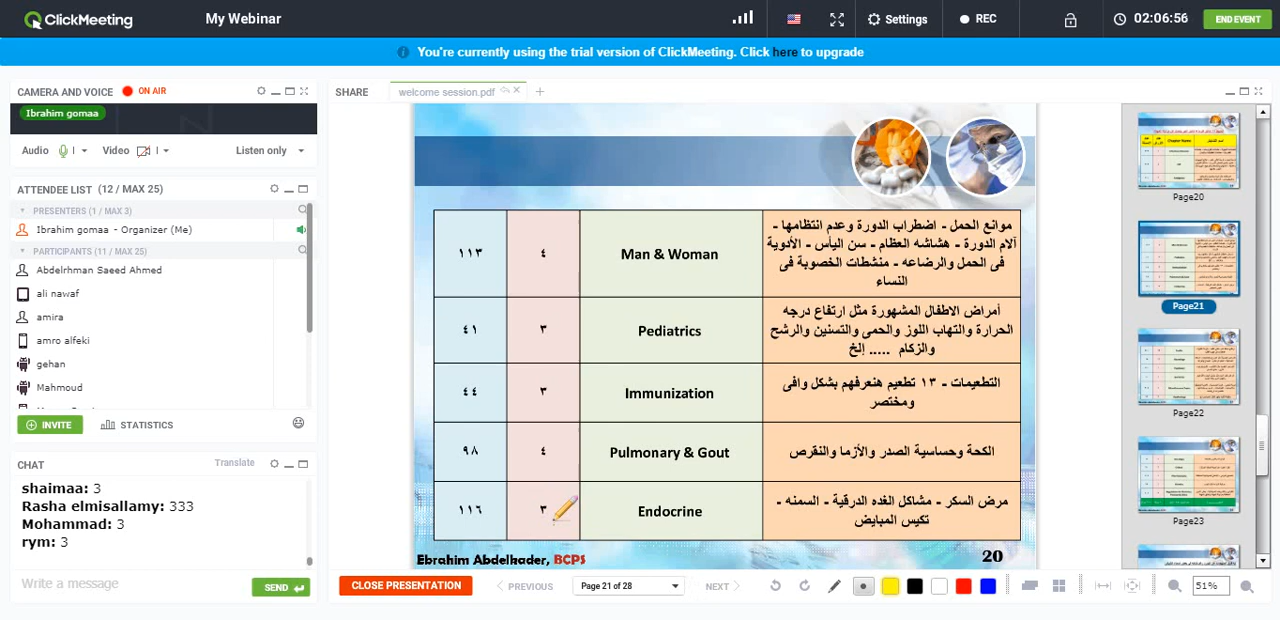 ClickMeeting
My Webinar
Settings
REC
02:06:56
END EVENT
You're currently using the trial version of ClickMeeting. Click here to upgrade
CAMERA AND VOICE
ON AIR
Ibrahim gomaa
Audio
Video
Listen only
ATTENDEE LIST (12 / MAX 25)
PRESENTERS (1 / MAX 3)
Ibrahim gomaa - Organizer (Me)
PARTICIPANTS (11 / MAX 25)
Abdelrhman Saeed Ahmed
ali nawaf
amira
amro alfeki
gehan
Mahmoud
INVITE
STATISTICS
CHAT
Translate
shaimaa: 3
Rasha elmisallamy: 333
Mohammad: 3
rym: 3
Write a message
SEND
SHARE
welcome session.pdf
موانع الحمل - اضطراب الدورة وعدم انتظامها -
آلام الدورة - هشاشه العظام - سن اليأس - الأدوية
فى الحمل والرضاعه - منشطات الخصوبة فى
النساء
Man & Woman
٤
١١٣
أمراض الاطفال المشهورة مثل ارتفاع درجه
الحرارة والتهاب اللوز والحمى والتسنين والرشح
والزكام ..... إلخ
Pediatrics
٣
٤١
التطعيمات - ١٣ تطعيم هنعرفهم بشكل وافى
ومختصر
Immunization
٣
٤٤
الكحة وحساسية الصدر والأزما والنقرص
Pulmonary & Gout
٤
٩٨
مرض السكر - مشاكل الغده الدرقية - السمنه -
تكيس المبايض
Endocrine
٣
١١٦
Ebrahim Abdelkader, BCPS
20
Page20
Page21
Page22
Page23
CLOSE PRESENTATION
PREVIOUS
Page 21 of 28
NEXT
51%